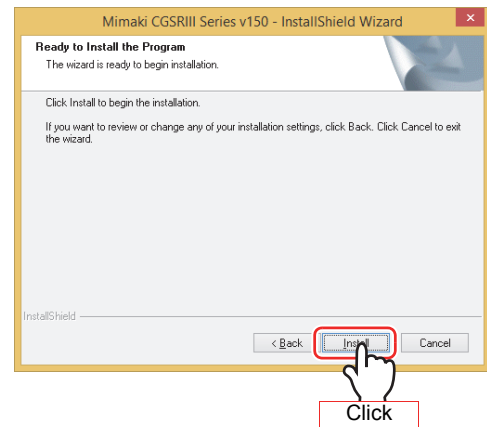 Mimaki CGSRIII Series v150 - InstallShield Wizard
Ready to Install the Program
The wizard is ready to begin installation.
Click Install to begin the installation.
If you want to review or change any of your installation settings, click Back. Click Cancel to exit
the wizard.
InstallShield
< Back Install Cancel
Click